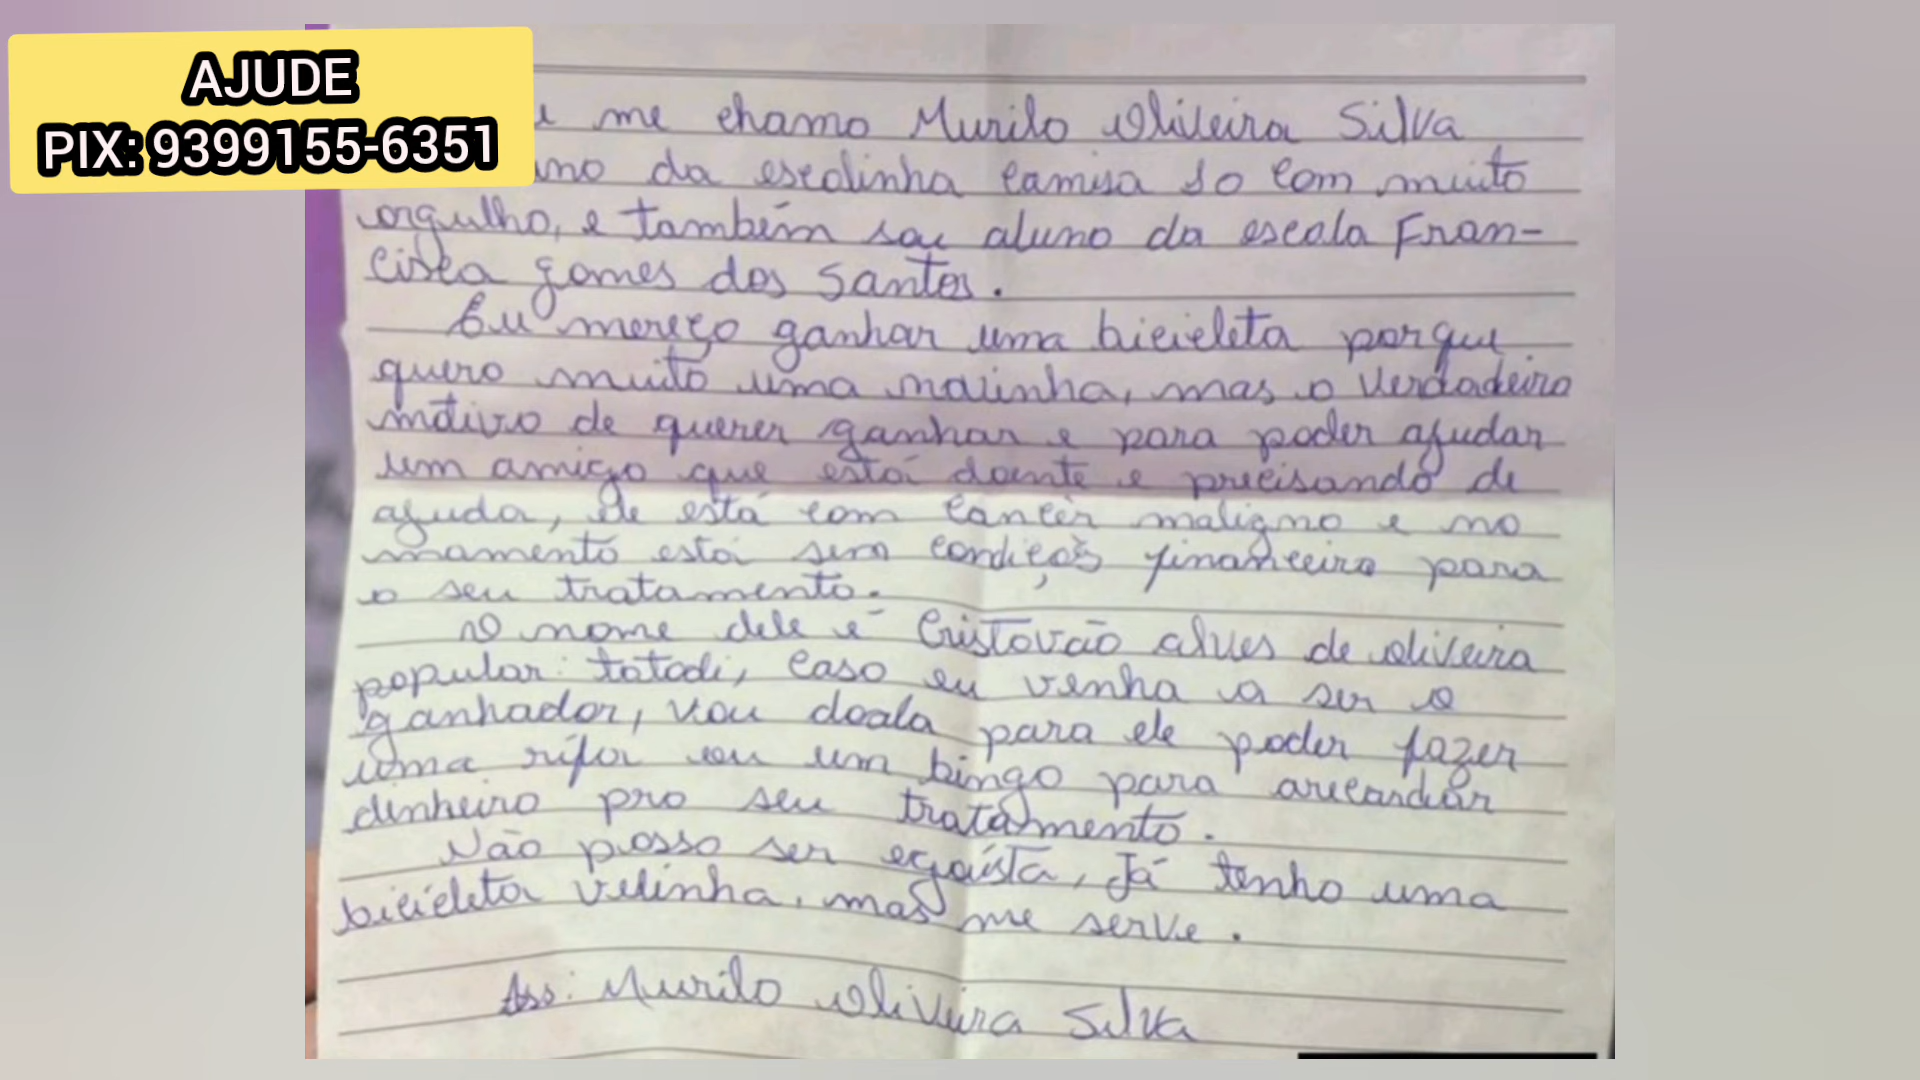 AJUDE
PIX: 9399155-6351
me chamo Murilo Oliveira Silva
da escolinha camisa 10 com muito
orgulho, e também sou aluno da escola Fran-
cisca gomes dos Santos.
Eu mereço ganhar uma bicicleta porque
quero muito uma novinha, mas o verdadeiro
motivo de querer ganhar e para poder ajudar
um amigo que está doente e precisando de
ajuda, ele está com cancêr maligno e no
momento está sem condições financeiro para
o seu tratamento.
O nome dele é Cristovão alves de oliveira
popular: totodi, caso eu venha a ser o
ganhador, vou doala para ele poder fazer
uma rifa ou um bingo para arrecardar
dinheiro pro seu tratamento.
Não posso ser egoísta, Já tenho uma
bicicleta velinha, mas me serve.
Ass: Murilo Oliveira Silva